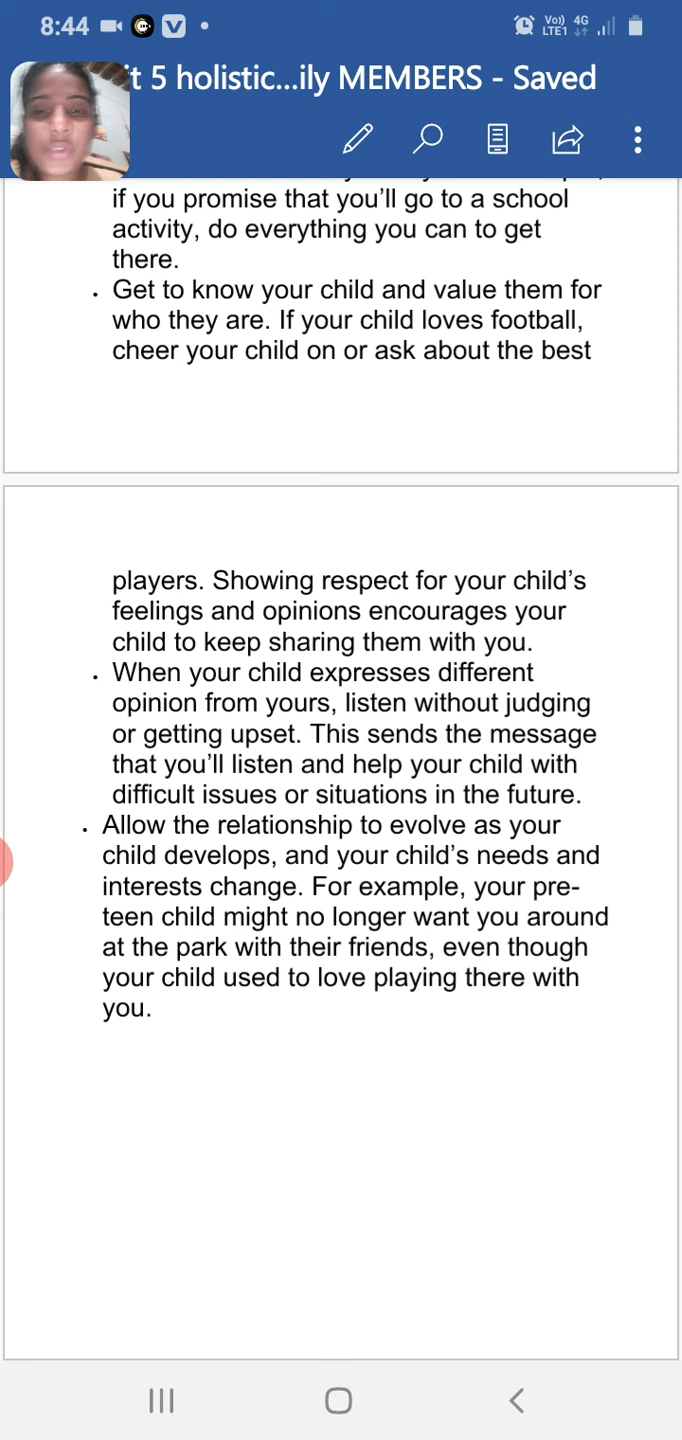 8:44
Vo)) 4G
LTE1
it 5 holistic...ily MEMBERS - Saved
if you promise that you'll go to a school
activity, do everything you can to get
there.
• Get to know your child and value them for
who they are. If your child loves football,
cheer your child on or ask about the best
players. Showing respect for your child's
feelings and opinions encourages your
child to keep sharing them with you.
• When your child expresses different
opinion from yours, listen without judging
or getting upset. This sends the message
that you'll listen and help your child with
difficult issues or situations in the future.
• Allow the relationship to evolve as your
child develops, and your child's needs and
interests change. For example, your pre-
teen child might no longer want you around
at the park with their friends, even though
your child used to love playing there with
you.